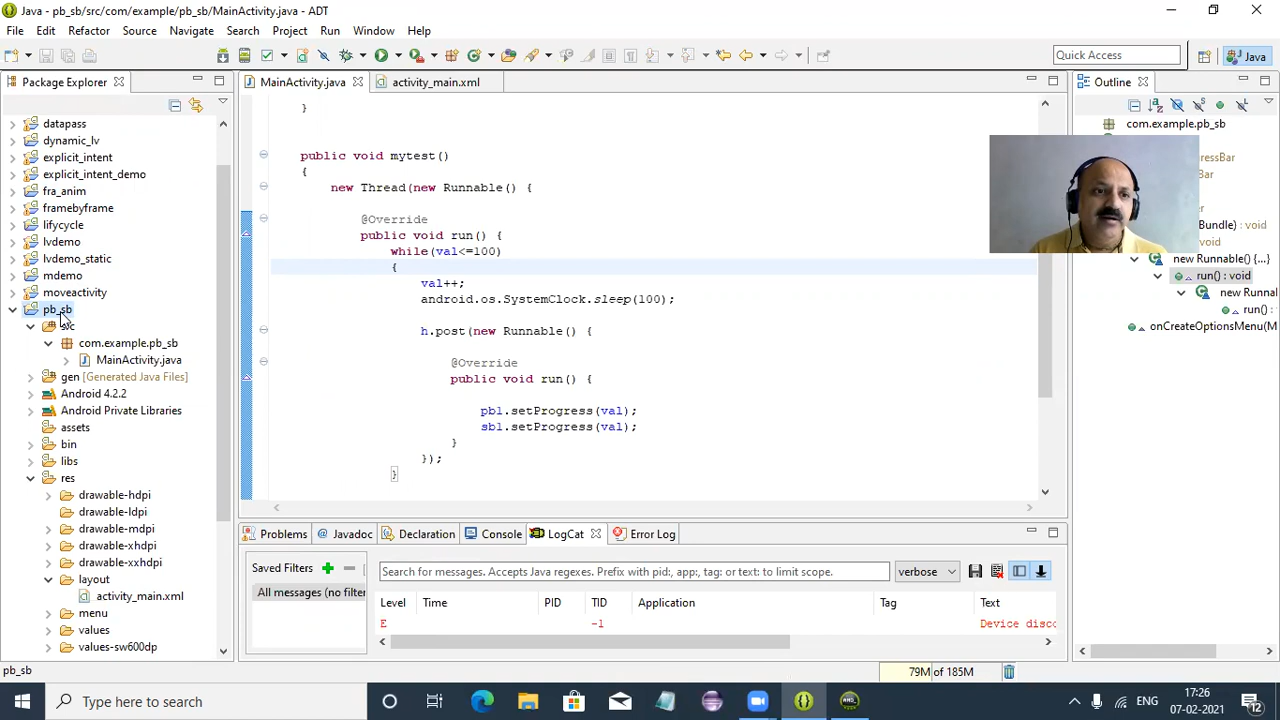 Java - pb_sb/src/com/example/pb_sb/MainActivity.java - ADT
File Edit Refactor Source Navigate Search Project Run Window Help
Quick Access
Java
Package Explorer
datapass
dynamic_lv
explicit_intent
explicit_intent_demo
fra_anim
framebyframe
lifycycle
lvdemo
lvdemo_static
mdemo
moveactivity
pb_sb
src
com.example.pb_sb
MainActivity.java
gen [Generated Java Files]
Android 4.2.2
Android Private Libraries
assets
bin
libs
res
drawable-hdpi
drawable-ldpi
drawable-mdpi
drawable-xhdpi
drawable-xxhdpi
layout
activity_main.xml
menu
values
values-sw600dp
MainActivity.java activity_main.xml
}
public void mytest()
{
new Thread(new Runnable() {
@Override
public void run() {
while(val<=100)
{
val++;
android.os.SystemClock.sleep(100);
h.post(new Runnable() {
@Override
public void run() {
pb1.setProgress(val);
sb1.setProgress(val);
}
});
}
Outline
com.example.pb_sb
ressBar
Bar
Bundle) : void
new Runnable() {...}
run() : void
new Runna
run() :
onCreateOptionsMenu(M
Problems Javadoc Declaration Console LogCat Error Log
Saved Filters
All messages (no filter
Search for messages. Accepts Java regexes. Prefix with pid:, app:, tag: or text: to limit scope.
verbose
Level Time PID TID Application Tag Text
E -1 Device disco
pb_sb
79M of 185M
Type here to search
ENG
17:26
07-02-2021
12